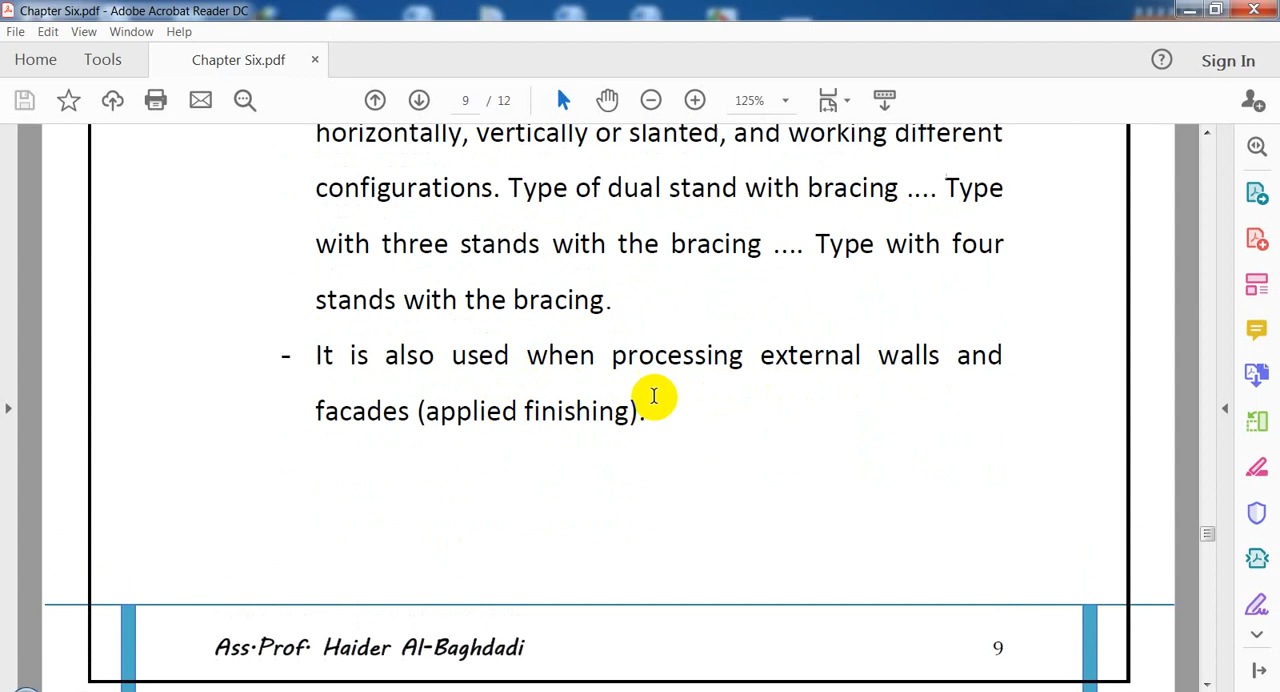 Chapter Six.pdf - Adobe Acrobat Reader DC
File Edit View Window Help
Home Tools Chapter Six.pdf × ? Sign In
9 / 12 125%
horizontally, vertically or slanted, and working different
configurations. Type of dual stand with bracing .... Type
with three stands with the bracing .... Type with four
stands with the bracing.
- It is also used when processing external walls and
facades (applied finishing).
Ass.Prof. Haider Al-Baghdadi 9